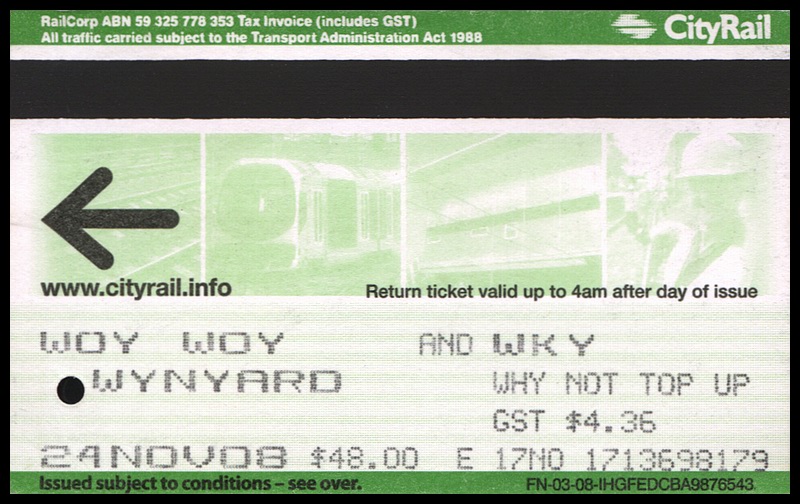 RailCorp ABN 59 325 778 353 Tax Invoice (includes GST)
All traffic carried subject to the Transport Administration Act 1988
CityRail
www.cityrail.info
Return ticket valid up to 4am after day of issue
WOY WOY AND WKY
WYNYARD WHY NOT TOP UP
GST $4.36
24NOV08 $48.00 E 17NO 1713698179
Issued subject to conditions – see over. FN-03-08-IHGFEDCBA9876543